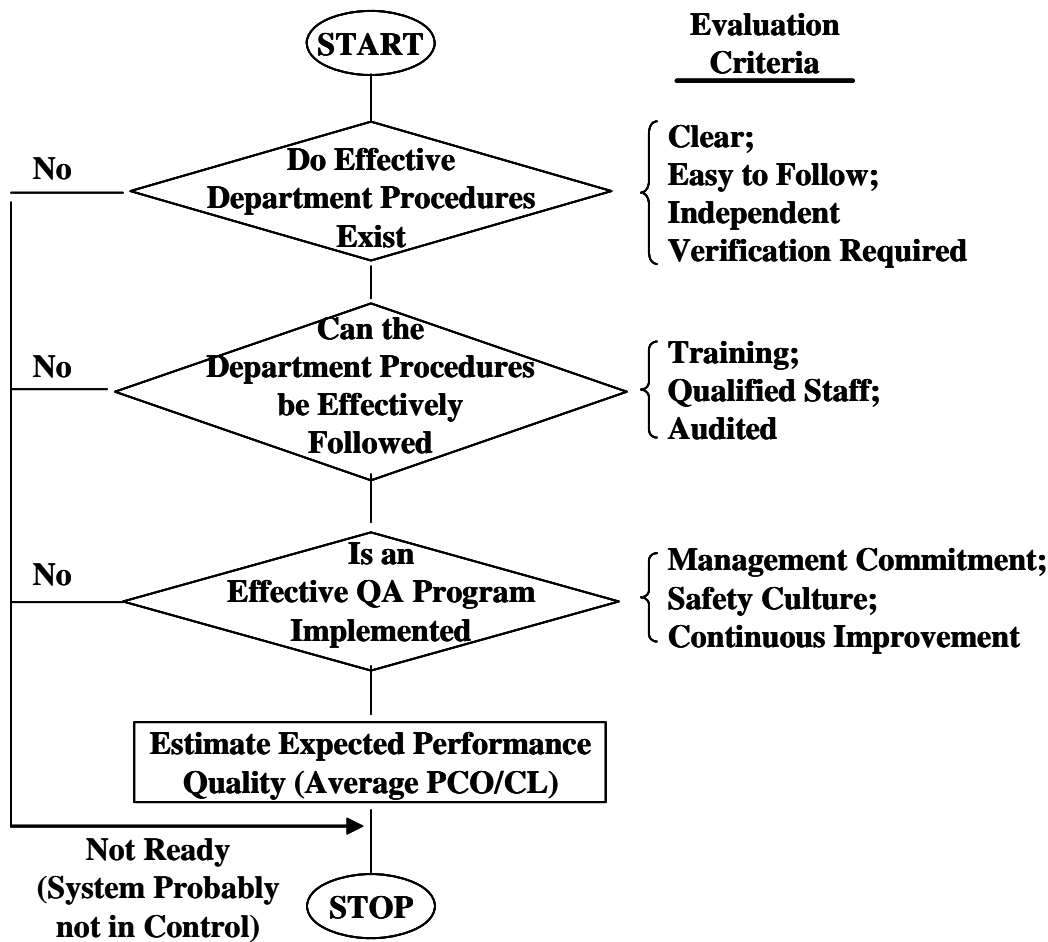 START
Evaluation
Criteria
No
Do Effective
Department Procedures
Exist
Clear;
Easy to Follow;
Independent
Verification Required
No
Can the
Department Procedures
be Effectively
Followed
Training;
Qualified Staff;
Audited
No
Is an
Effective QA Program
Implemented
Management Commitment;
Safety Culture;
Continuous Improvement
Estimate Expected Performance
Quality (Average PCO/CL)
Not Ready
(System Probably
not in Control)
STOP